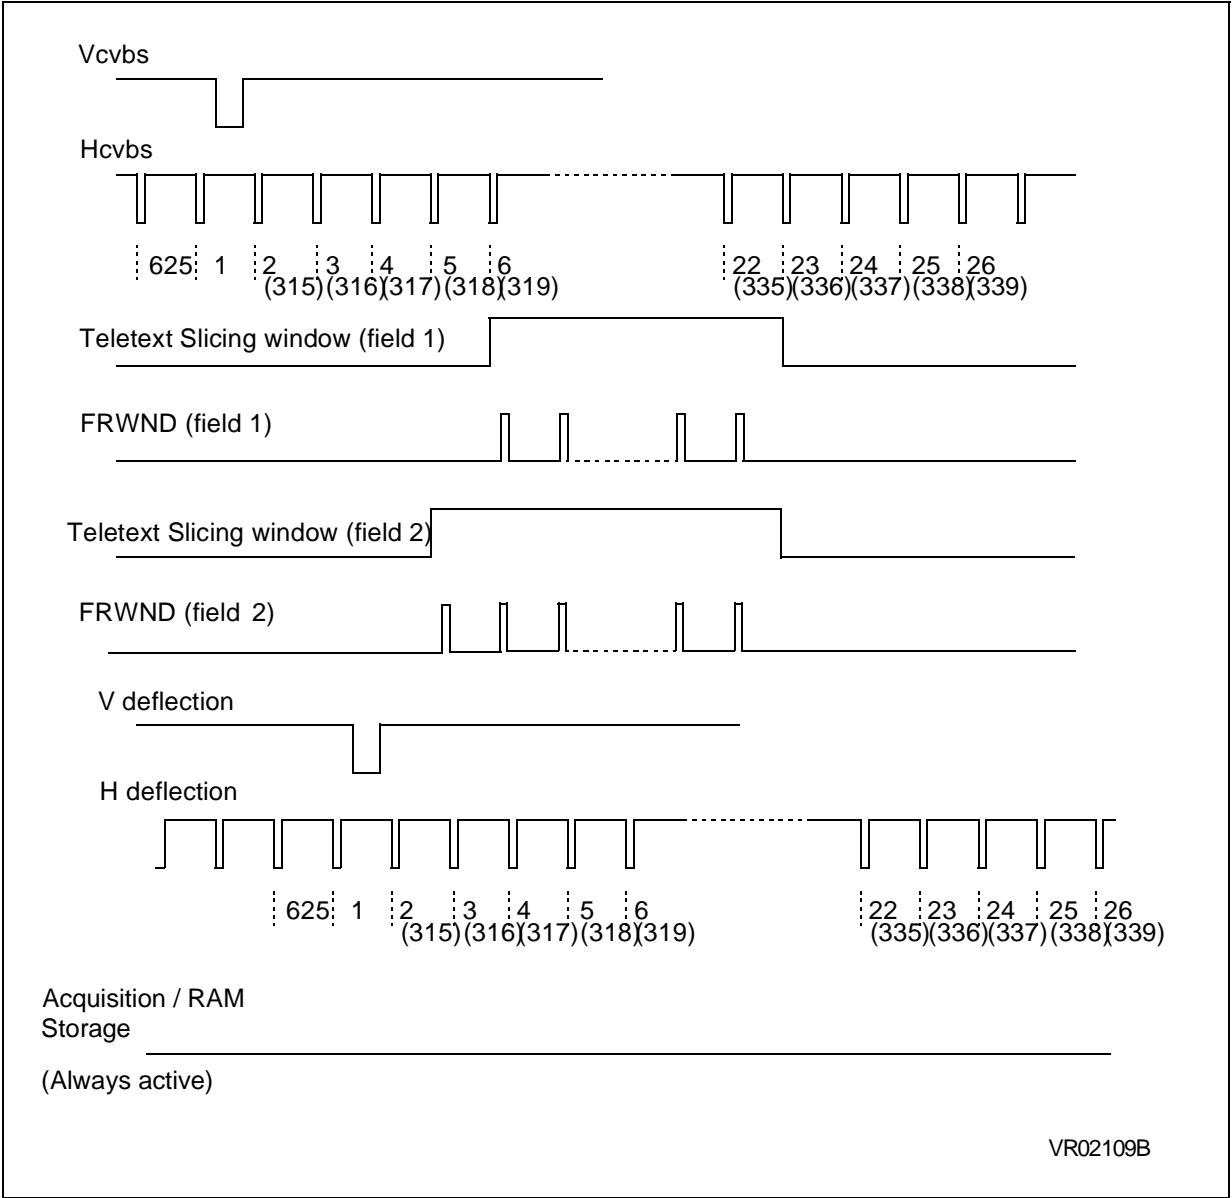 Vcvbs
Hcvbs
625 1 2 3 4 5 6 22 23 24 25 26
(315) (316) (317) (318) (319) (335) (336) (337) (338) (339)
Teletext Slicing window (field 1)
FRWND (field 1)
Teletext Slicing window (field 2)
FRWND (field 2)
V deflection
H deflection
625 1 2 3 4 5 6 22 23 24 25 26
(315) (316) (317) (318) (319) (335) (336) (337) (338) (339)
Acquisition / RAM
Storage
(Always active)
VR02109B